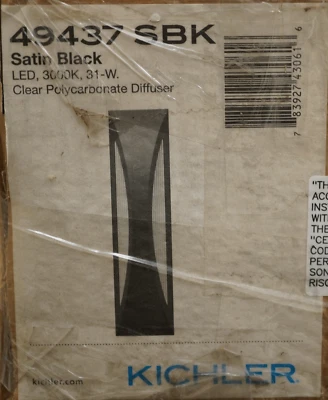 49437 SBK
Satin Black
LED, 3000K, 31-W.
Clear Polycarbonate Diffuser
7 83927 43061 6
"TH
ACC
INS
WITH
THE
"CE
COD
PER
SON
RISC
kichler.com
KICHLER